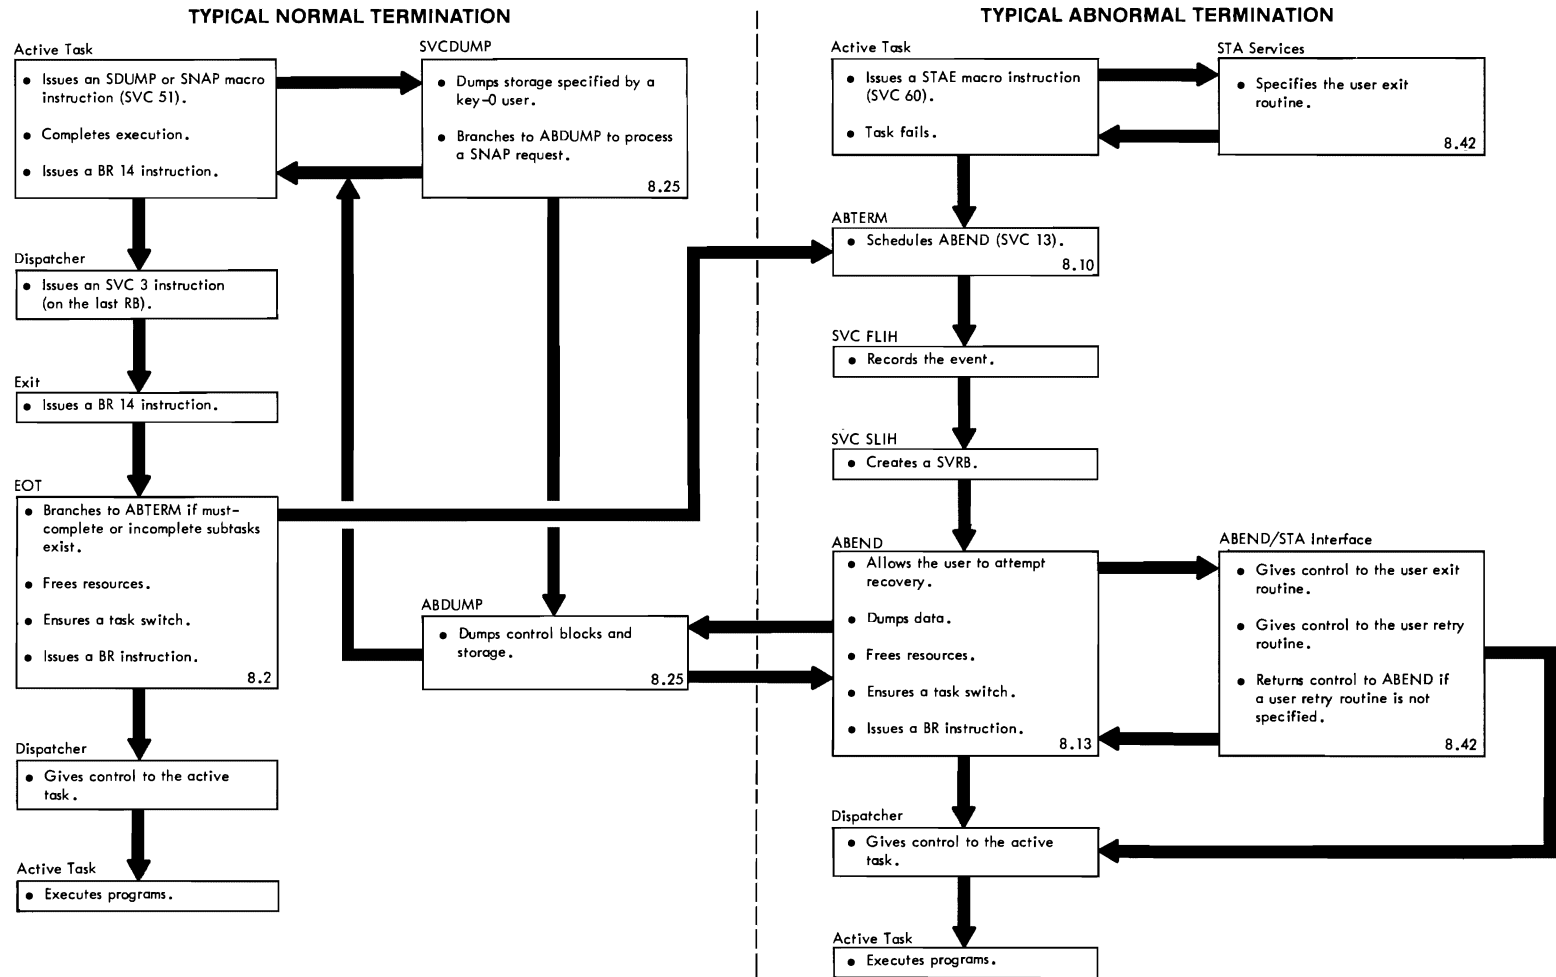 TYPICAL NORMAL TERMINATION
Active Task
• Issues an SDUMP or SNAP macro
instruction (SVC 51).
• Completes execution.
• Issues a BR 14 instruction.
SVCDUMP
• Dumps storage specified by a
key-0 user.
• Branches to ABDUMP to process
a SNAP request.
8.25
Dispatcher
• Issues an SVC 3 instruction
(on the last RB).
Exit
• Issues a BR 14 instruction.
EOT
• Branches to ABTERM if must-
complete or incomplete subtasks
exist.
• Frees resources.
• Ensures a task switch.
• Issues a BR instruction.
8.2
ABDUMP
• Dumps control blocks and
storage.
8.25
Dispatcher
• Gives control to the active
task.
Active Task
• Executes programs.
TYPICAL ABNORMAL TERMINATION
Active Task
• Issues a STAE macro instruction
(SVC 60).
• Task fails.
STA Services
• Specifies the user exit
routine.
8.42
ABTERM
• Schedules ABEND (SVC 13).
8.10
SVC FLIH
• Records the event.
SVC SLIH
• Creates a SVRB.
ABEND
• Allows the user to attempt
recovery.
• Dumps data.
• Frees resources.
• Ensures a task switch.
• Issues a BR instruction.
8.13
ABEND/STA Interface
• Gives control to the user exit
routine.
• Gives control to the user retry
routine.
• Returns control to ABEND if
a user retry routine is not
specified.
8.42
Dispatcher
• Gives control to the active
task.
Active Task
• Executes programs.